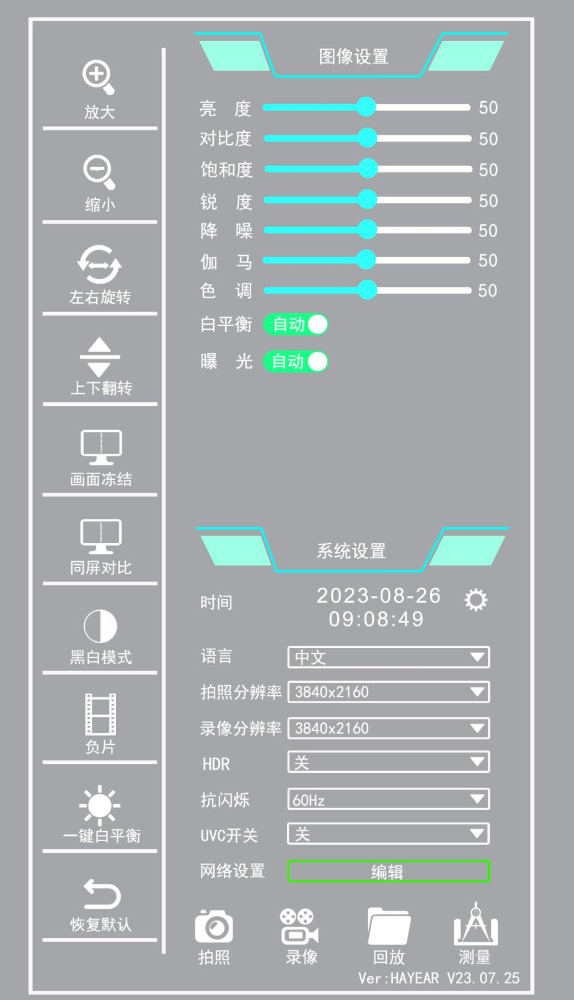 放大
缩小
左右旋转
上下翻转
画面冻结
同屏对比
黑白模式
负片
一键白平衡
恢复默认
图像设置
亮 度 50
对比度 50
饱和度 50
锐 度 50
降 噪 50
伽 马 50
色 调 50
白平衡 自动
曝 光 自动
系统设置
时间 2023-08-26
09:08:49
语言 中文
拍照分辨率 3840x2160
录像分辨率 3840x2160
HDR 关
抗闪烁 60Hz
UVC开关 关
网络设置 编辑
拍照 录像 回放 测量
Ver:HAYEAR V23.07.25